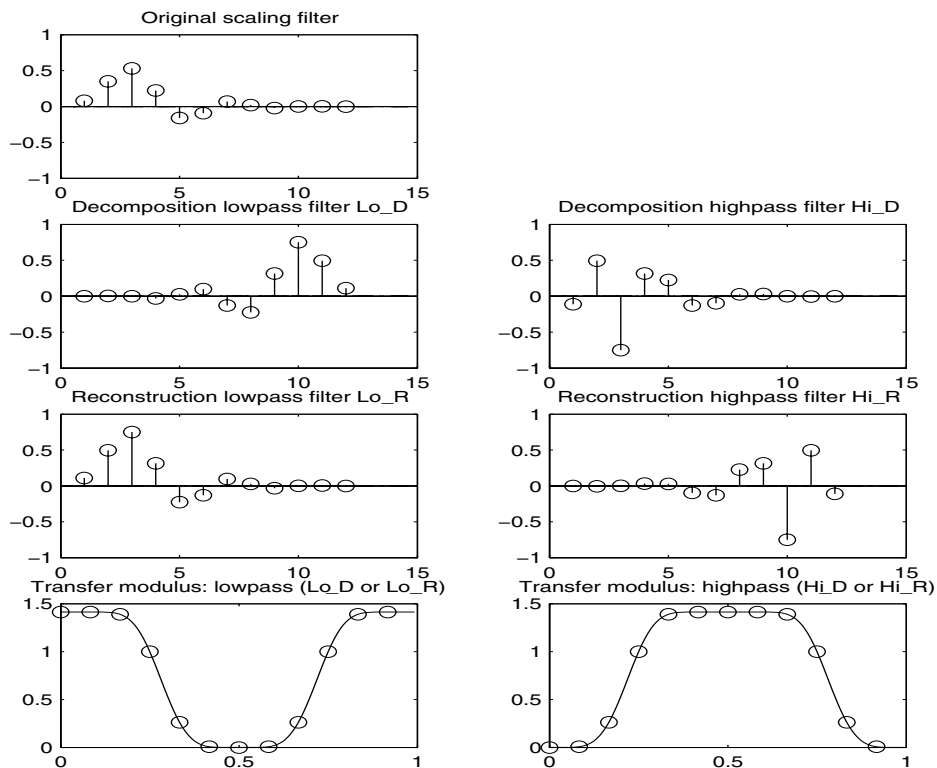 Original scaling filter
1
0.5
0
−0.5
−1
0 5 10 15
Decomposition lowpass filter Lo_D
1
0.5
0
−0.5
−1
0 5 10 15
Decomposition highpass filter Hi_D
1
0.5
0
−0.5
−1
0 5 10 15
Reconstruction lowpass filter Lo_R
1
0.5
0
−0.5
−1
0 5 10 15
Reconstruction highpass filter Hi_R
1
0.5
0
−0.5
−1
0 5 10 15
Transfer modulus: lowpass (Lo_D or Lo_R)
1.5
1
0.5
0
0 0.5 1
Transfer modulus: highpass (Hi_D or Hi_R)
1.5
1
0.5
0
0 0.5 1